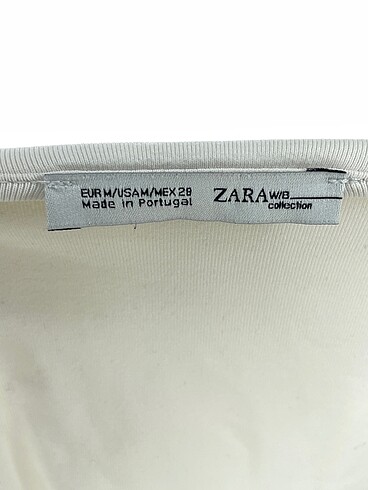 EUR M/USA M/MEX 28
Made in Portugal
ZARA W/B
collection